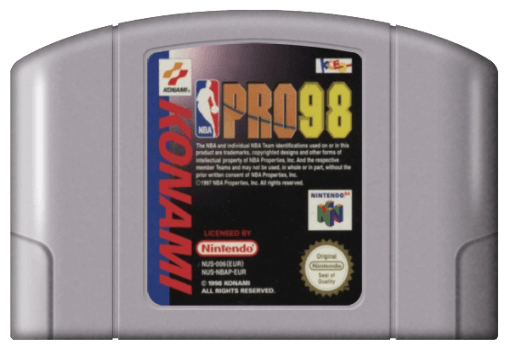 KONAMI
KCEO
NBA
PRO98
KONAMI
The NBA and individual NBA Team identifications used on or in this
product are trademarks, copyrighted designs and other forms of
intellectual property of NBA Properties, Inc. And the respective
member Teams and may not be used, in whole or in part, without the
prior written consent of NBA Properties, Inc.
©1997 NBA Properties, Inc. All rights reserved.
NINTENDO 64
LICENSED BY
Nintendo
NUS-006(EUR)
NUS-NBAP-EUR
© 1998 KONAMI
ALL RIGHTS RESERVED.
Original
Nintendo
Seal of
Quality